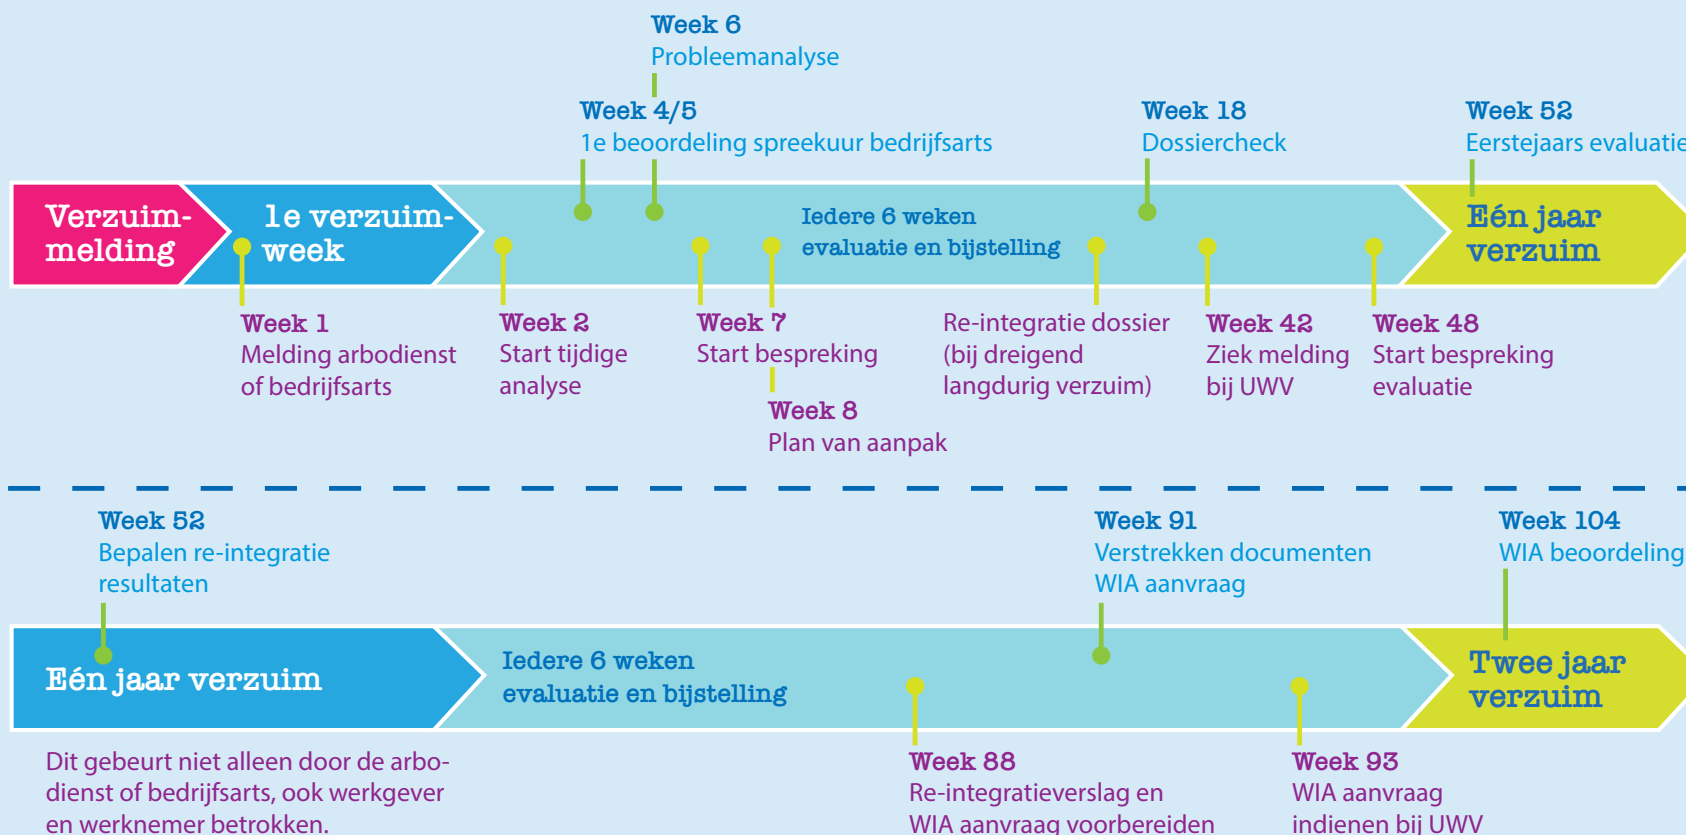 Week 6
Probleemanalyse
Week 4/5
1e beoordeling spreekuur bedrijfsarts
Week 18
Dossiercheck
Week 52
Eerstejaars evaluatie
Verzuim-
melding
1e verzuim-
week
Iedere 6 weken
evaluatie en bijstelling
Eén jaar
verzuim
Week 1
Melding arbodienst
of bedrijfsarts
Week 2
Start tijdige
analyse
Week 7
Start bespreking
Week 8
Plan van aanpak
Re-integratie dossier
(bij dreigend
langdurig verzuim)
Week 42
Ziek melding
bij UWV
Week 48
Start bespreking
evaluatie
Week 52
Bepalen re-integratie
resultaten
Week 91
Verstrekken documenten
WIA aanvraag
Week 104
WIA beoordeling
Eén jaar verzuim
Iedere 6 weken
evaluatie en bijstelling
Twee jaar
verzuim
Dit gebeurt niet alleen door de arbo-
dienst of bedrijfsarts, ook werkgever
en werknemer betrokken.
Week 88
Re-integratieverslag en
WIA aanvraag voorbereiden
Week 93
WIA aanvraag
indienen bij UWV